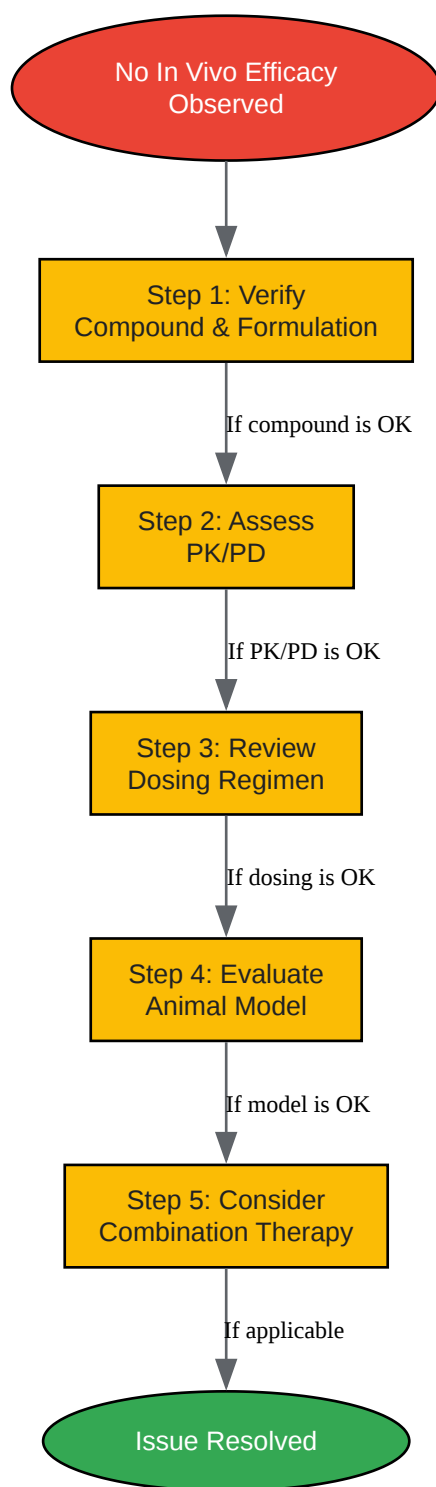 No In Vivo Efficacy
Observed
Step 1: Verify
Compound & Formulation
If compound is OK
Step 2: Assess
PK/PD
If PK/PD is OK
Step 3: Review
Dosing Regimen
If dosing is OK
Step 4: Evaluate
Animal Model
If model is OK
Step 5: Consider
Combination Therapy
If applicable
Issue Resolved